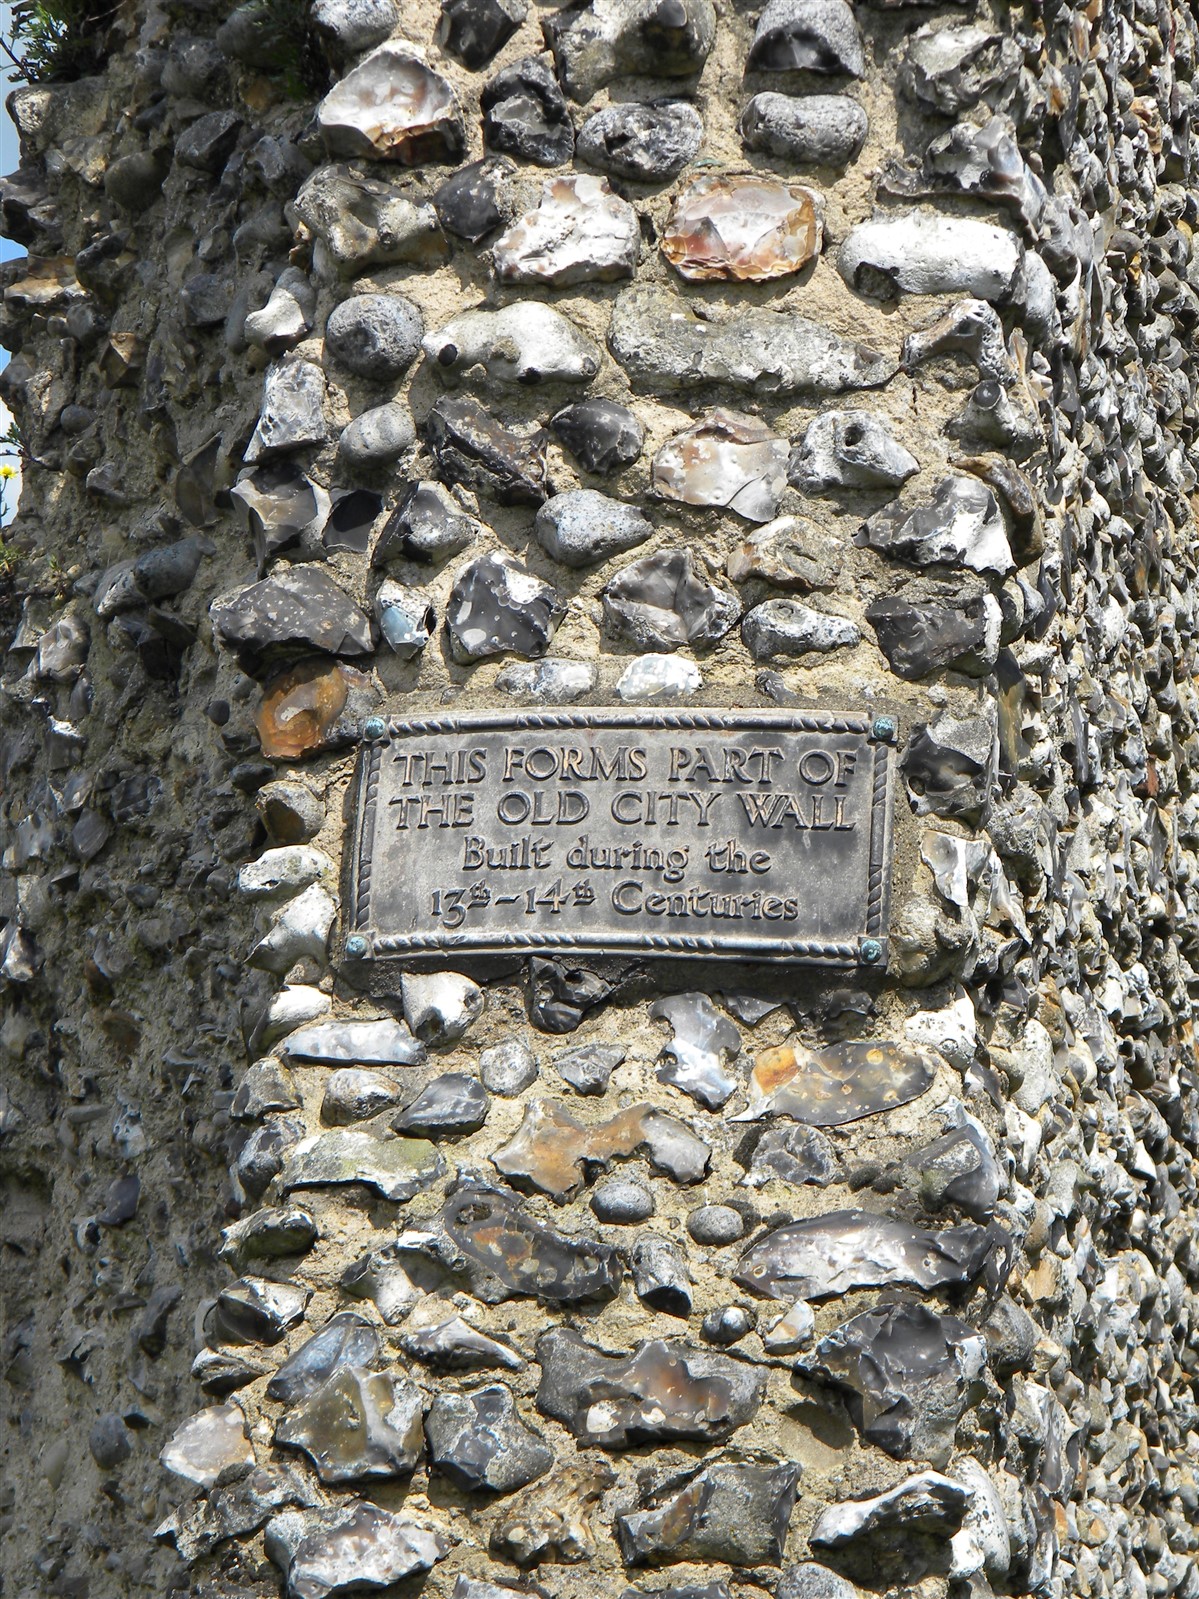 THIS FORMS PART OF
THE OLD CITY WALL
Built during the
13th-14th Centuries